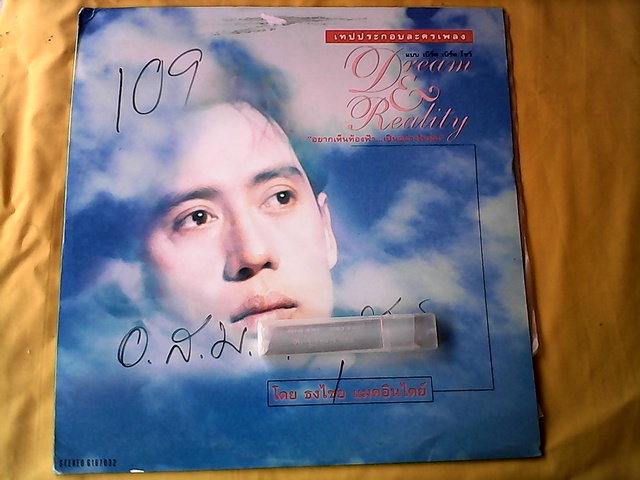 109
เทปประกอบละครเพลง
แบบ เบิร์ด เบิร์ด โชว์
Dream
&
Reality
"อยากเห็นท้องฟ้า...
อ.ส.ม.
โดย ธงไชย แมคอินไตย์
STEREO 6107032